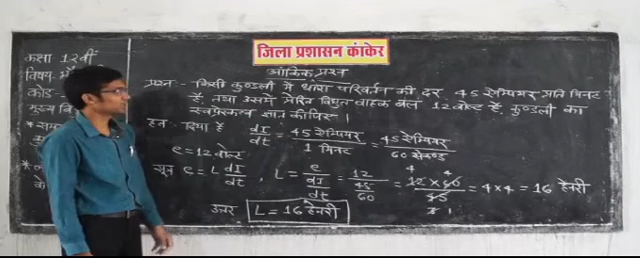 जिला प्रशासन कांकेर
कक्षा 12वीं
विषय
कोड
मुख्य
आंकिक प्रश्न
प्रश्न:- किसी कुण्डली में धारा परिवर्तन की दर 45 ऐम्पियर प्रति मिनट
है, तथा उसमें प्रेरित विद्युत वाहक बल 12 वोल्ट है, कुण्डली का
स्वप्रेरकत्व ज्ञात कीजिए।
हल:- दिया है dI/dt = 45 ऐम्पियर/1 मिनट = 45 ऐम्पियर/60 सेकण्ड
e = 12 वोल्ट
सूत्र e = L dI/dt , L = e/(dI/dt) = 12/(45/60) = 12 × 60/45 = 4 × 4 = 16 हेनरी
उत्तर L = 16 हेनरी